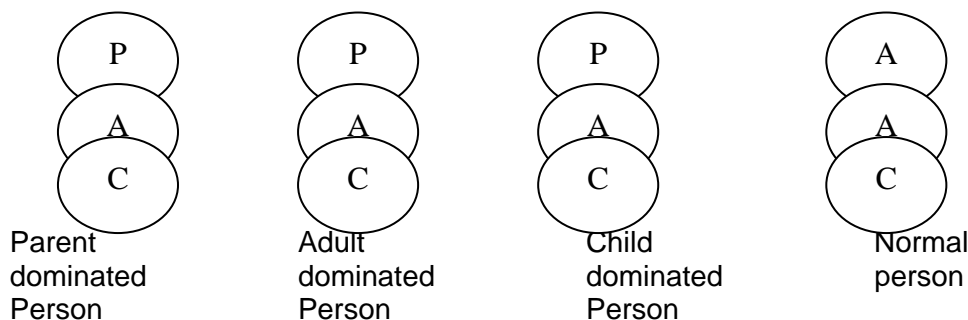 P P P A
A A A A
C C C C
Parent
dominated
Person
Adult
dominated
Person
Child
dominated
Person
Normal
person